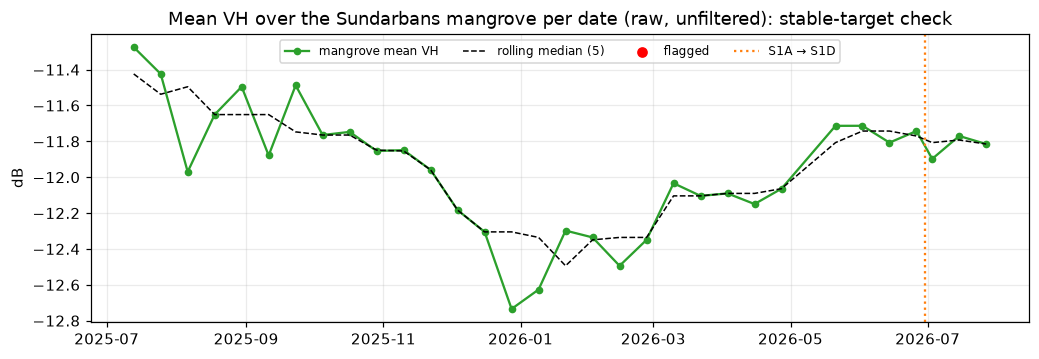 Mean VH over the Sundarbans mangrove per date (raw, unfiltered): stable-target check
mangrove mean VH
rolling median (5)
flagged
S1A → S1D
dB
−11.4
−11.6
−11.8
−12.0
−12.2
−12.4
−12.6
−12.8
2025-07
2025-09
2025-11
2026-01
2026-03
2026-05
2026-07